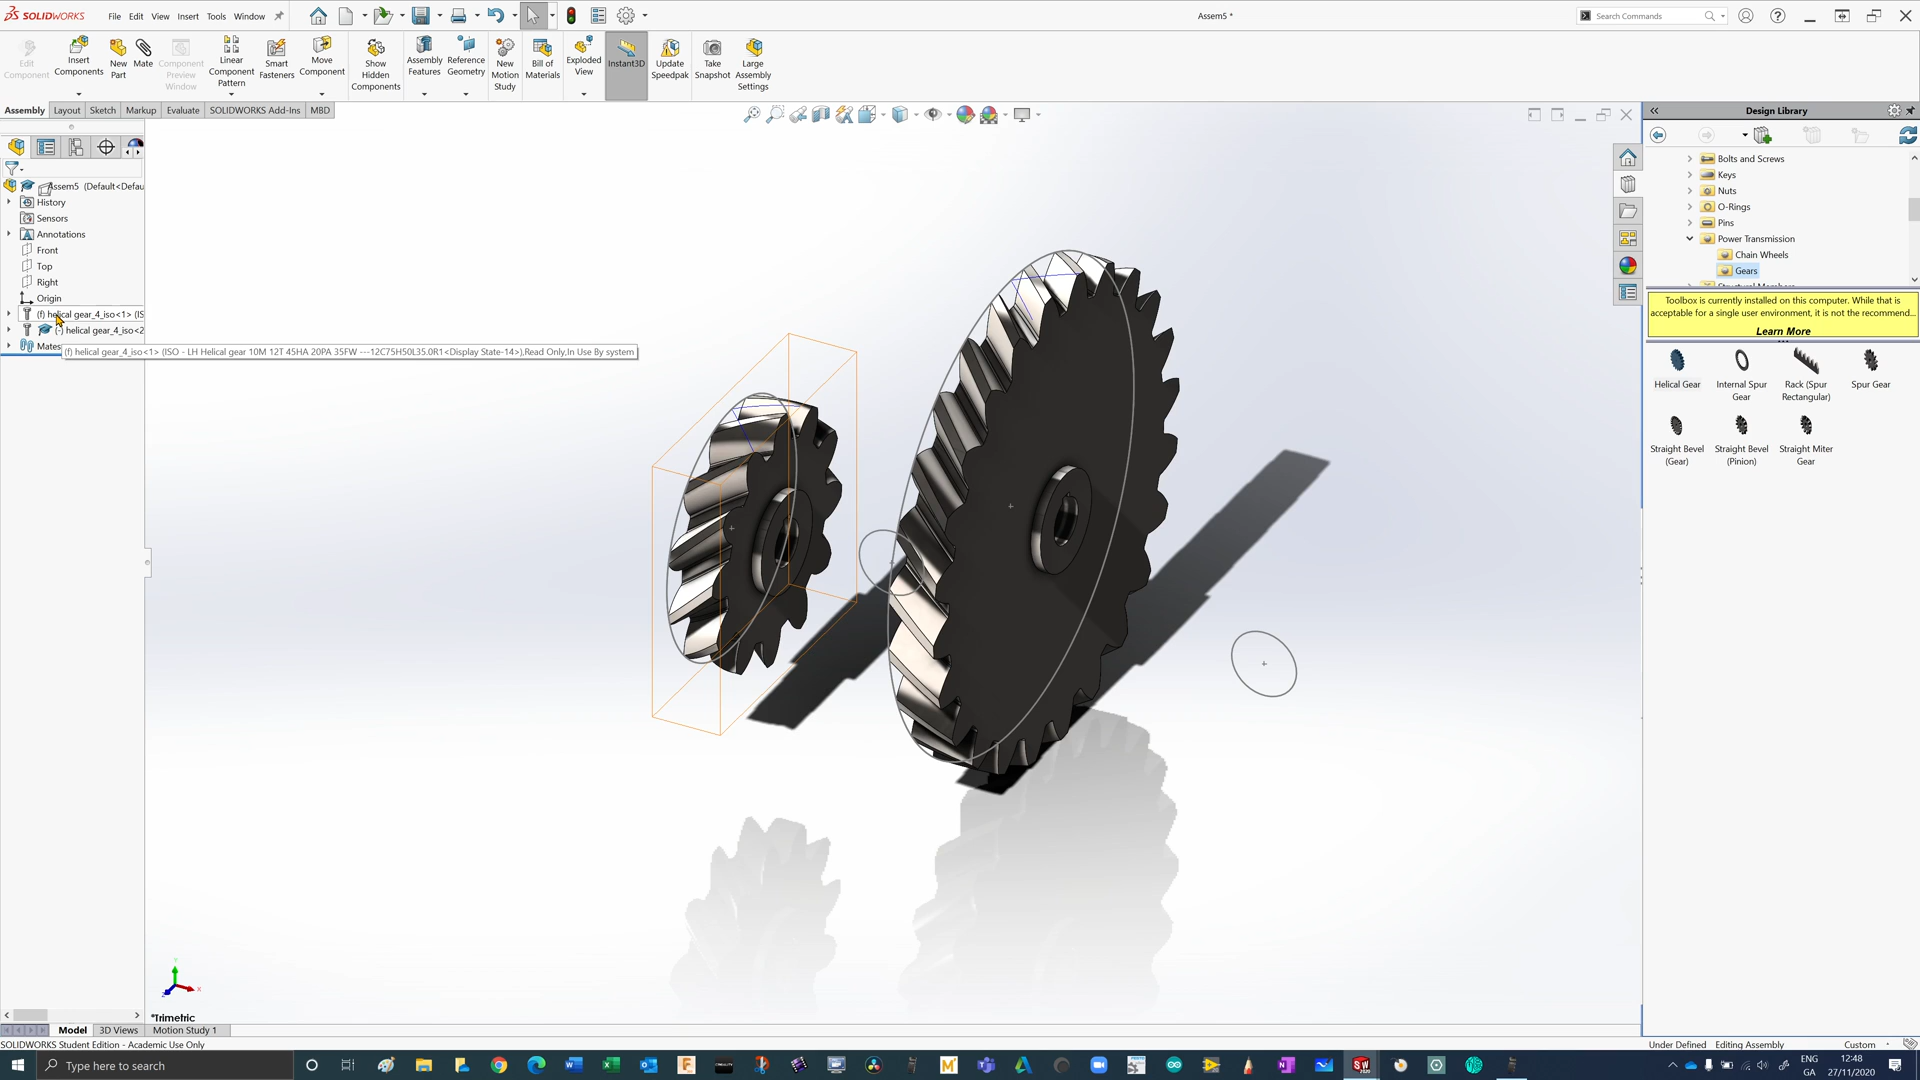 SOLIDWORKS
File Edit View Insert Tools Window
Assem5 *
Search Commands
Edit Component
Insert Components
New Part
Mate
Component Preview Window
Linear Component Pattern
Smart Fasteners
Move Component
Show Hidden Components
Assembly Features
Reference Geometry
New Motion Study
Bill of Materials
Exploded View
Instant3D
Update Speedpak
Take Snapshot
Large Assembly Settings
Assembly Layout Sketch Markup Evaluate SOLIDWORKS Add-Ins MBD
Assem5 (Default<Defau
History
Sensors
Annotations
Front
Top
Right
Origin
(f) helical gear_4_iso<1> (IS
(-) helical gear_4_iso<2
Mates
(f) helical gear_4_iso<1> (ISO - LH Helical gear 10M 12T 45HA 20PA 35FW ---12C75H50L35.0R1<Display State-14>),Read Only,In Use By system
Design Library
Bolts and Screws
Keys
Nuts
O-Rings
Pins
Power Transmission
Chain Wheels
Gears
Toolbox is currently installed on this computer. While that is
acceptable for a single user environment, it is not the recommend...
Learn More
Helical Gear
Internal Spur Gear
Rack (Spur Rectangular)
Spur Gear
Straight Bevel (Gear)
Straight Bevel (Pinion)
Straight Miter Gear
Y
X
Z
*Trimetric
Model 3D Views Motion Study 1
SOLIDWORKS Student Edition - Academic Use Only
Under Defined Editing Assembly Custom
Type here to search
ENG
GA
12:48
27/11/2020